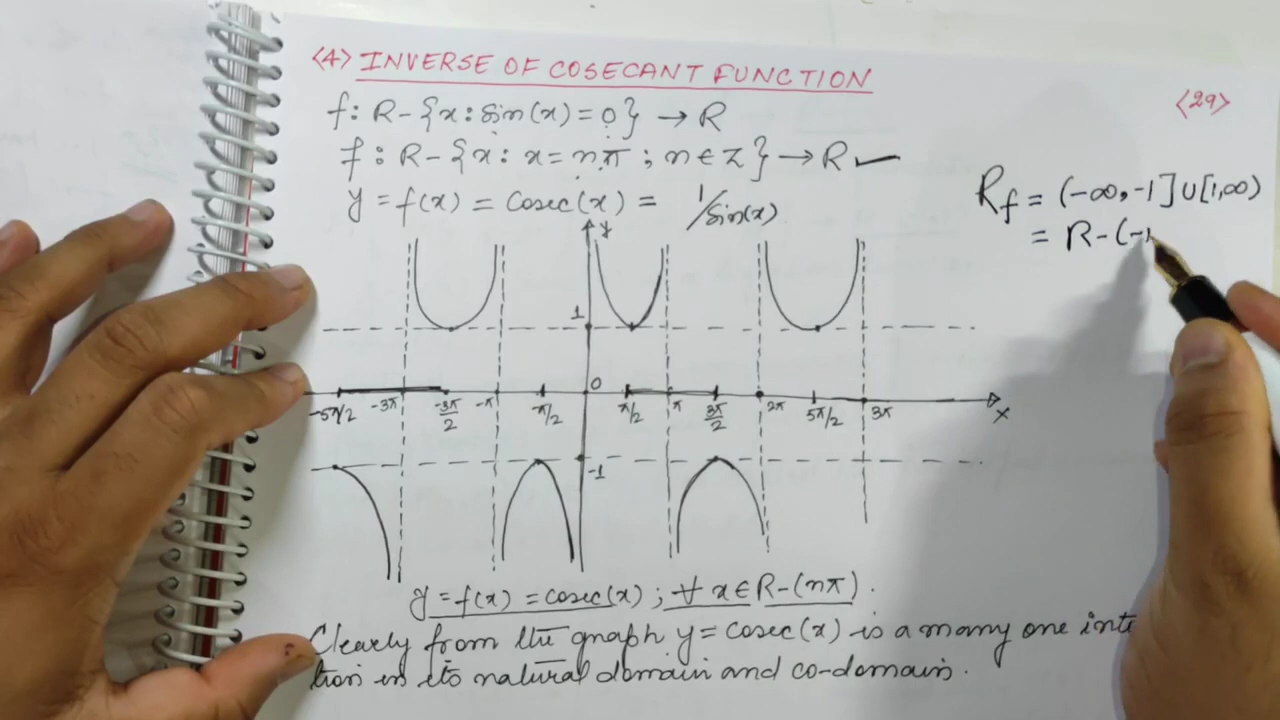 <4> INVERSE OF COSECANT FUNCTION
<29>
f: R-{x: sin(x)=0} → R
f: R-{x: x=nπ ; n∈Z} → R ✓
y = f(x) = cosec(x) = 1/sin(x)
Rf = (-∞,-1]∪[1,∞)
= R-(-1
y
1
0
-5π/2 -3π -3π/2 -π -π/2 π/2 π 3π/2 2π 5π/2 3π x
-1
y=f(x)=cosec(x) ; ∀ x∈R-(nπ).
Clearly from the graph y=cosec(x) is a many one inte
tion in its natural domain and co-domain.